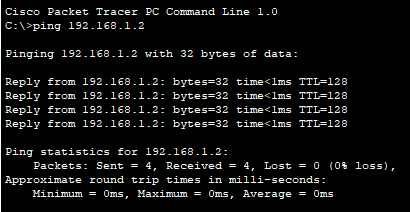 Cisco Packet Tracer PC Command Line 1.0
C:\>ping 192.168.1.2
Pinging 192.168.1.2 with 32 bytes of data:
Reply from 192.168.1.2: bytes=32 time<1ms TTL=128
Reply from 192.168.1.2: bytes=32 time<1ms TTL=128
Reply from 192.168.1.2: bytes=32 time<1ms TTL=128
Reply from 192.168.1.2: bytes=32 time<1ms TTL=128
Ping statistics for 192.168.1.2:
Packets: Sent = 4, Received = 4, Lost = 0 (0% loss),
Approximate round trip times in milli-seconds:
Minimum = 0ms, Maximum = 0ms, Average = 0ms